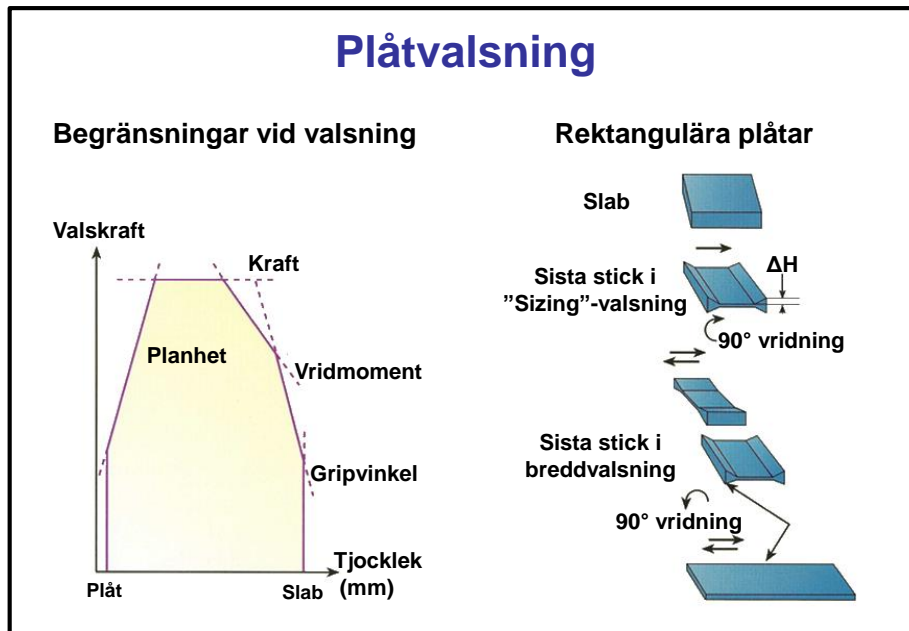 Plåtvalsning
Begränsningar vid valsning
Valskraft
Kraft
Planhet
Vridmoment
Gripvinkel
Tjocklek
(mm)
Plåt
Slab
Rektangulära plåtar
Slab
Sista stick i
”Sizing”-valsning
ΔH
90° vridning
Sista stick i
breddvalsning
90° vridning